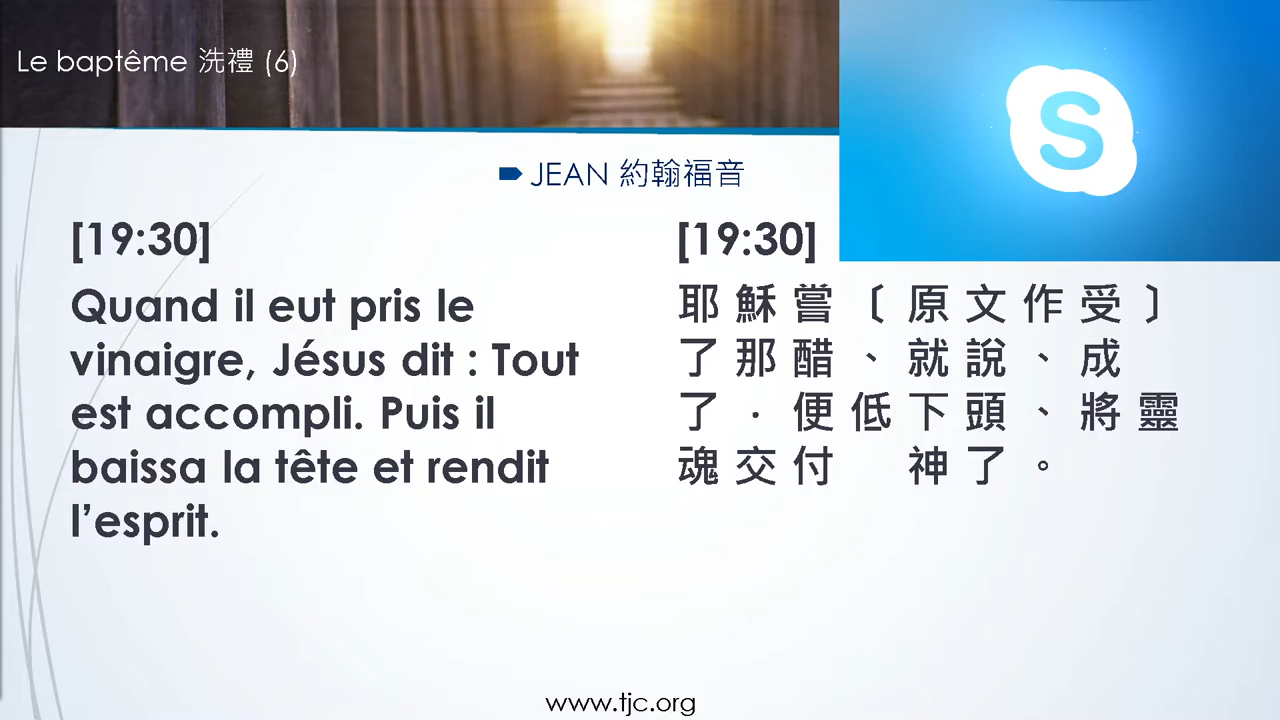 Le baptême 洗禮 (6)
JEAN 約翰福音
[19:30]
Quand il eut pris le
vinaigre, Jésus dit : Tout
est accompli. Puis il
baissa la tête et rendit
l’esprit.
[19:30]
耶穌嘗〔原文作受〕
了那醋、就說、成
了．便低下頭、將靈
魂交付　神了。
S
www.tjc.org